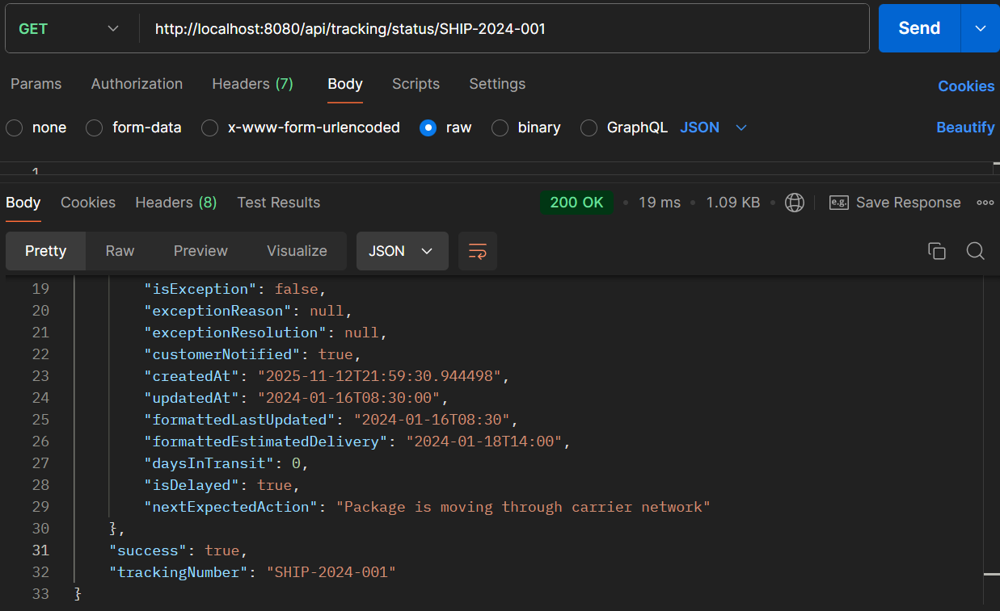 GET http://localhost:8080/api/tracking/status/SHIP-2024-001 Send
Params Authorization Headers (7) Body Scripts Settings Cookies
none form-data x-www-form-urlencoded raw binary GraphQL JSON Beautify
1
Body Cookies Headers (8) Test Results 200 OK • 19 ms • 1.09 KB • e.g. Save Response
Pretty Raw Preview Visualize JSON
19 "isException": false,
20 "exceptionReason": null,
21 "exceptionResolution": null,
22 "customerNotified": true,
23 "createdAt": "2025-11-12T21:59:30.944498",
24 "updatedAt": "2024-01-16T08:30:00",
25 "formattedLastUpdated": "2024-01-16T08:30",
26 "formattedEstimatedDelivery": "2024-01-18T14:00",
27 "daysInTransit": 0,
28 "isDelayed": true,
29 "nextExpectedAction": "Package is moving through carrier network"
30 },
31 "success": true,
32 "trackingNumber": "SHIP-2024-001"
33 }